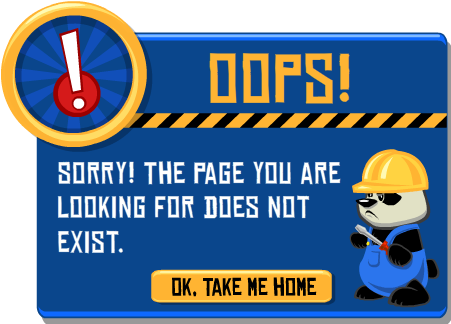 !
OOPS!
SORRY! THE PAGE YOU ARE
LOOKING FOR DOES NOT
EXIST.
OK, TAKE ME HOME